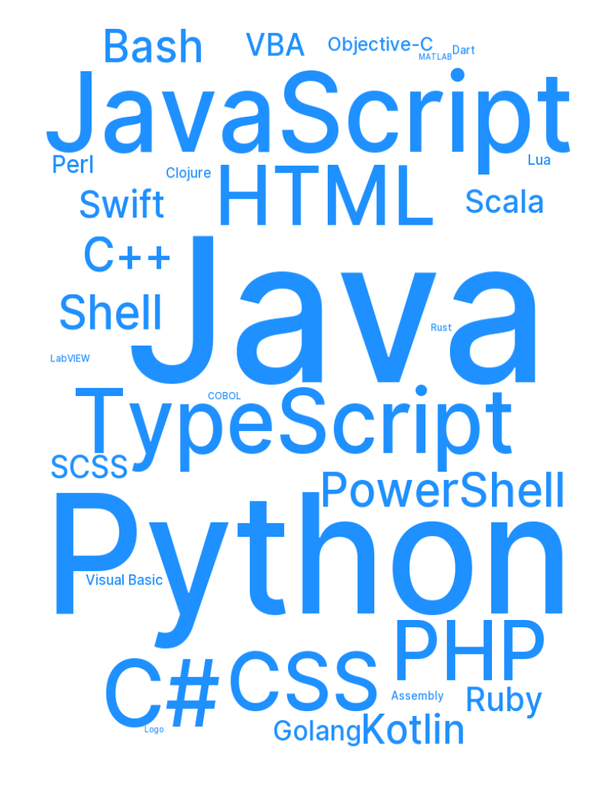 Bash
VBA
Objective-C
MATLAB
Dart
JavaScript
Perl
Clojure
HTML
Lua
Swift
Scala
C++
Java
Shell
Rust
LabVIEW
COBOL
TypeScript
SCSS
PowerShell
Python
Visual Basic
PHP
C#
CSS
Assembly
Ruby
Logo
Golang
Kotlin